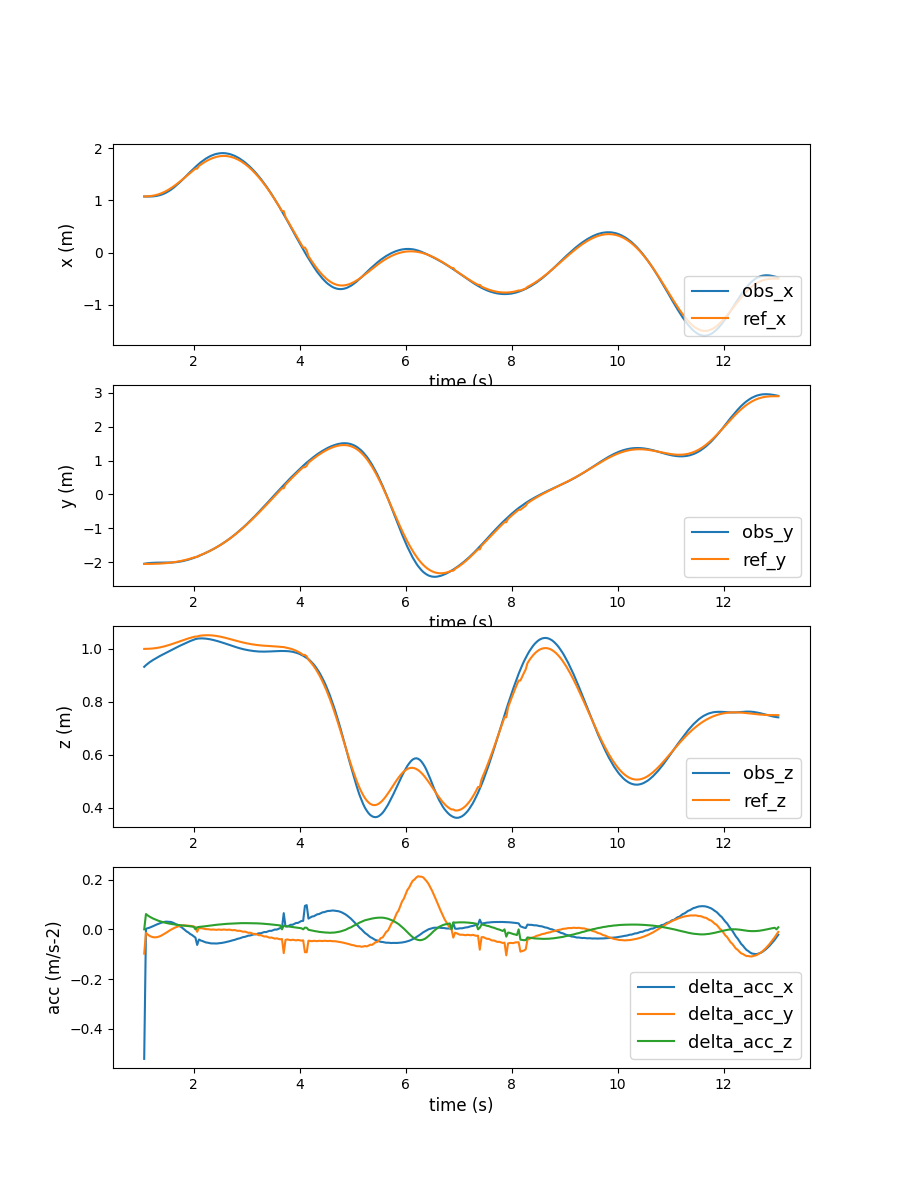 2
1
0
−1
x (m)
obs_x
ref_x
2 4 6 8 10 12
time (s)
3
2
1
0
−1
−2
y (m)
obs_y
ref_y
2 4 6 8 10 12
time (s)
1.0
0.8
0.6
0.4
z (m)
obs_z
ref_z
2 4 6 8 10 12
0.2
0.0
−0.2
−0.4
acc (m/s-2)
delta_acc_x
delta_acc_y
delta_acc_z
2 4 6 8 10 12
time (s)